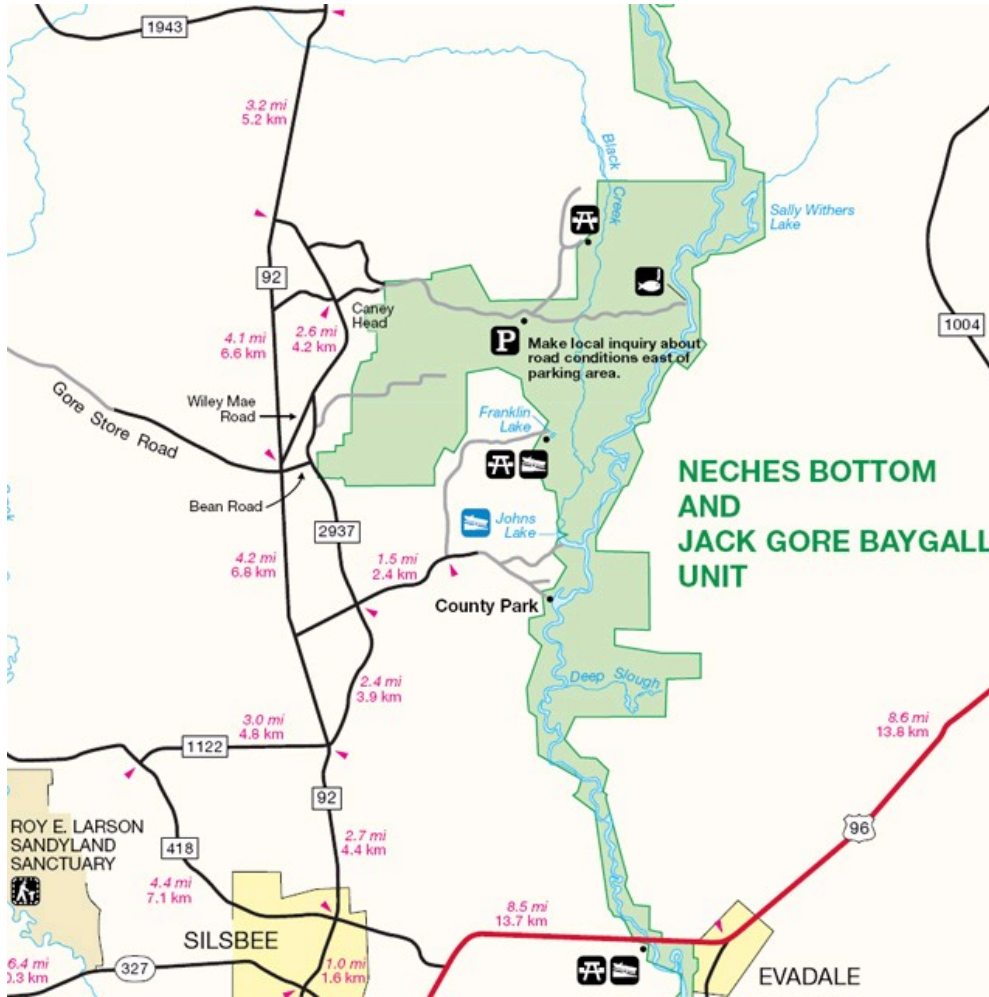 1943
3.2 mi
5.2 km
Black
Creek
Sally Withers
Lake
92
1004
Caney
Head
2.6 mi
4.2 km
4.1 mi
6.6 km
P
Make local inquiry about
road conditions east of
parking area.
Gore Store Road
Wiley Mae
Road
Franklin
Lake
Bean Road
NECHES BOTTOM
AND
JACK GORE BAYGALL
UNIT
Johns
Lake
2937
4.2 mi
6.8 km
1.5 mi
2.4 km
County Park
2.4 mi
3.9 km
Deep Slough
3.0 mi
4.8 km
1122
8.6 mi
13.8 km
92
96
ROY E. LARSON
SANDYLAND
SANCTUARY
418
2.7 mi
4.4 km
4.4 mi
7.1 km
8.5 mi
13.7 km
SILSBEE
6.4 mi
0.3 km
327
1.0 mi
1.6 km
EVADALE